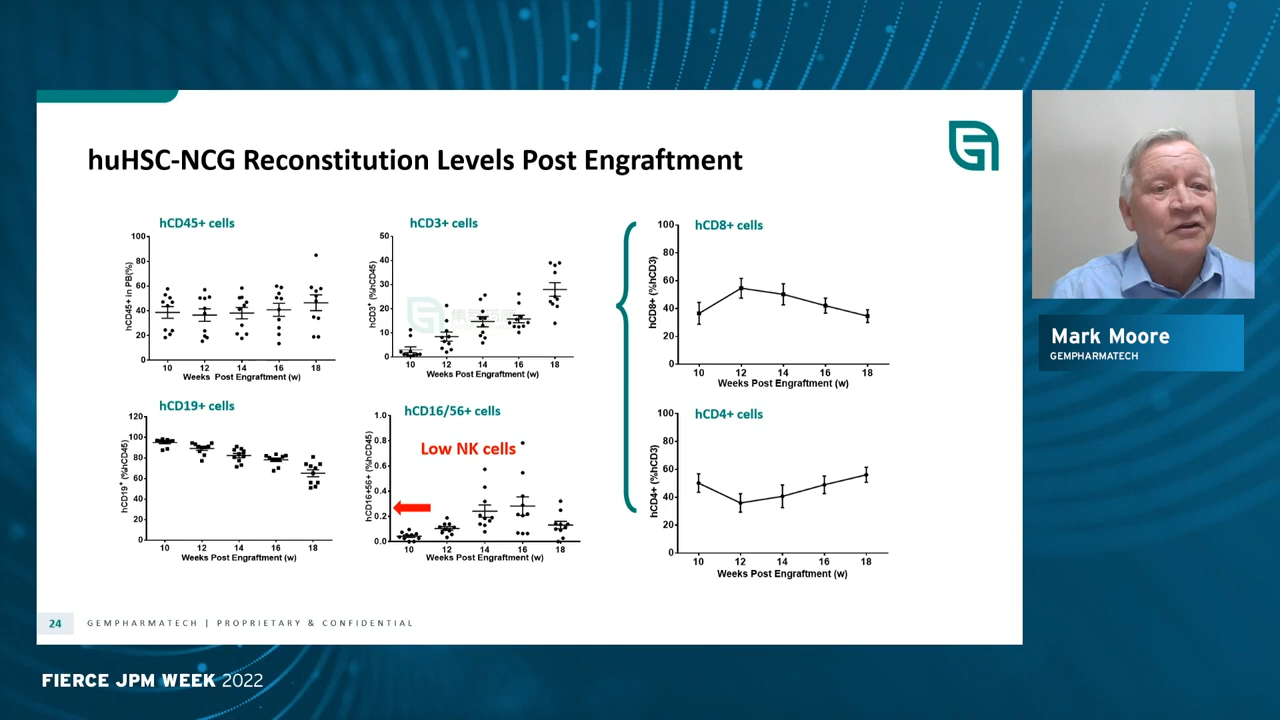 huHSC-NCG Reconstitution Levels Post Engraftment
hCD45+ cells
hCD45+ in PB(%)
100
80
60
40
20
0
10 12 14 16 18
Weeks Post Engraftment (w)
hCD3+ cells
hCD3+ (%hCD45)
50
40
30
20
10
0
10 12 14 16 18
Weeks Post Engraftment (w)
hCD8+ cells
hCD8+ (%hCD3)
100
80
60
40
20
0
10 12 14 16 18
Weeks Post Engraftment (w)
hCD19+ cells
hCD19+ (%hCD45)
120
100
80
60
40
20
0
10 12 14 16 18
Weeks Post Engraftment (w)
hCD16/56+ cells
Low NK cells
hCD16+56+ (%hCD45)
1.0
0.8
0.6
0.4
0.2
0.0
10 12 14 16 18
Weeks Post Engraftment (w)
hCD4+ cells
hCD4+ (%hCD3)
100
80
60
40
20
0
10 12 14 16 18
Weeks Post Engraftment (w)
24 GEMPHARMATECH | PROPRIETARY & CONFIDENTIAL
Mark Moore
GEMPHARMATECH
FIERCE JPM WEEK 2022